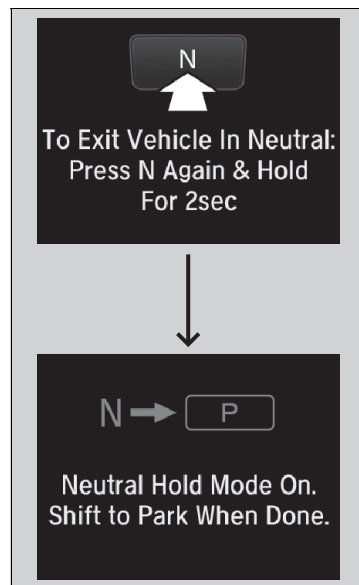 N
To Exit Vehicle In Neutral:
Press N Again & Hold
For 2sec
N P
Neutral Hold Mode On.
Shift to Park When Done.